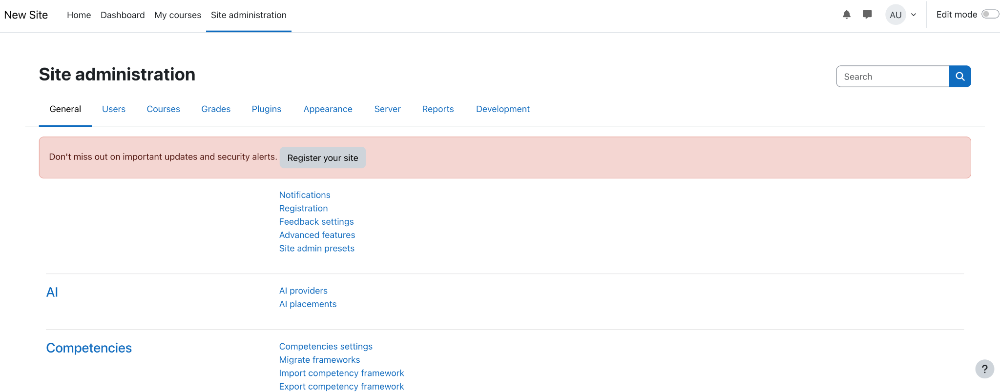 New Site Home Dashboard My courses Site administration AU Edit mode
Site administration
Search
General Users Courses Grades Plugins Appearance Server Reports Development
Don't miss out on important updates and security alerts. Register your site
Notifications
Registration
Feedback settings
Advanced features
Site admin presets
AI
AI providers
AI placements
Competencies
Competencies settings
Migrate frameworks
Import competency framework
Export competency framework
?